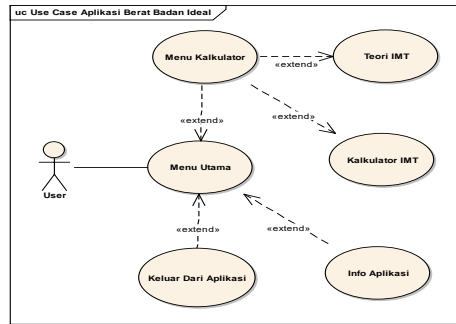 uc Use Case Aplikasi Berat Badan Ideal
Menu Kalkulator
Teori IMT
«extend»
«extend»
«extend»
Kalkulator IMT
Menu Utama
User
«extend»
«extend»
Keluar Dari Aplikasi
Info Aplikasi